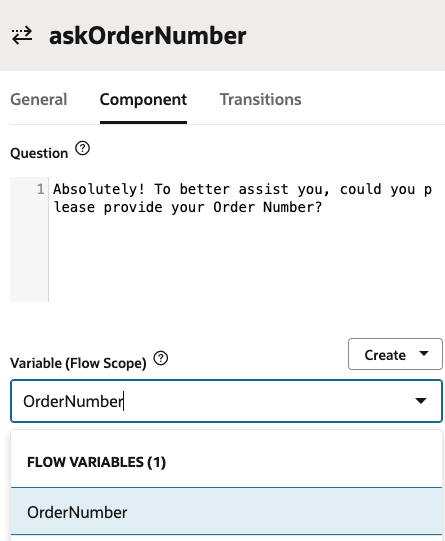 askOrderNumber
General Component Transitions
Question ?
1 Absolutely! To better assist you, could you p
lease provide your Order Number?
Create
Variable (Flow Scope) ?
OrderNumber
FLOW VARIABLES (1)
OrderNumber